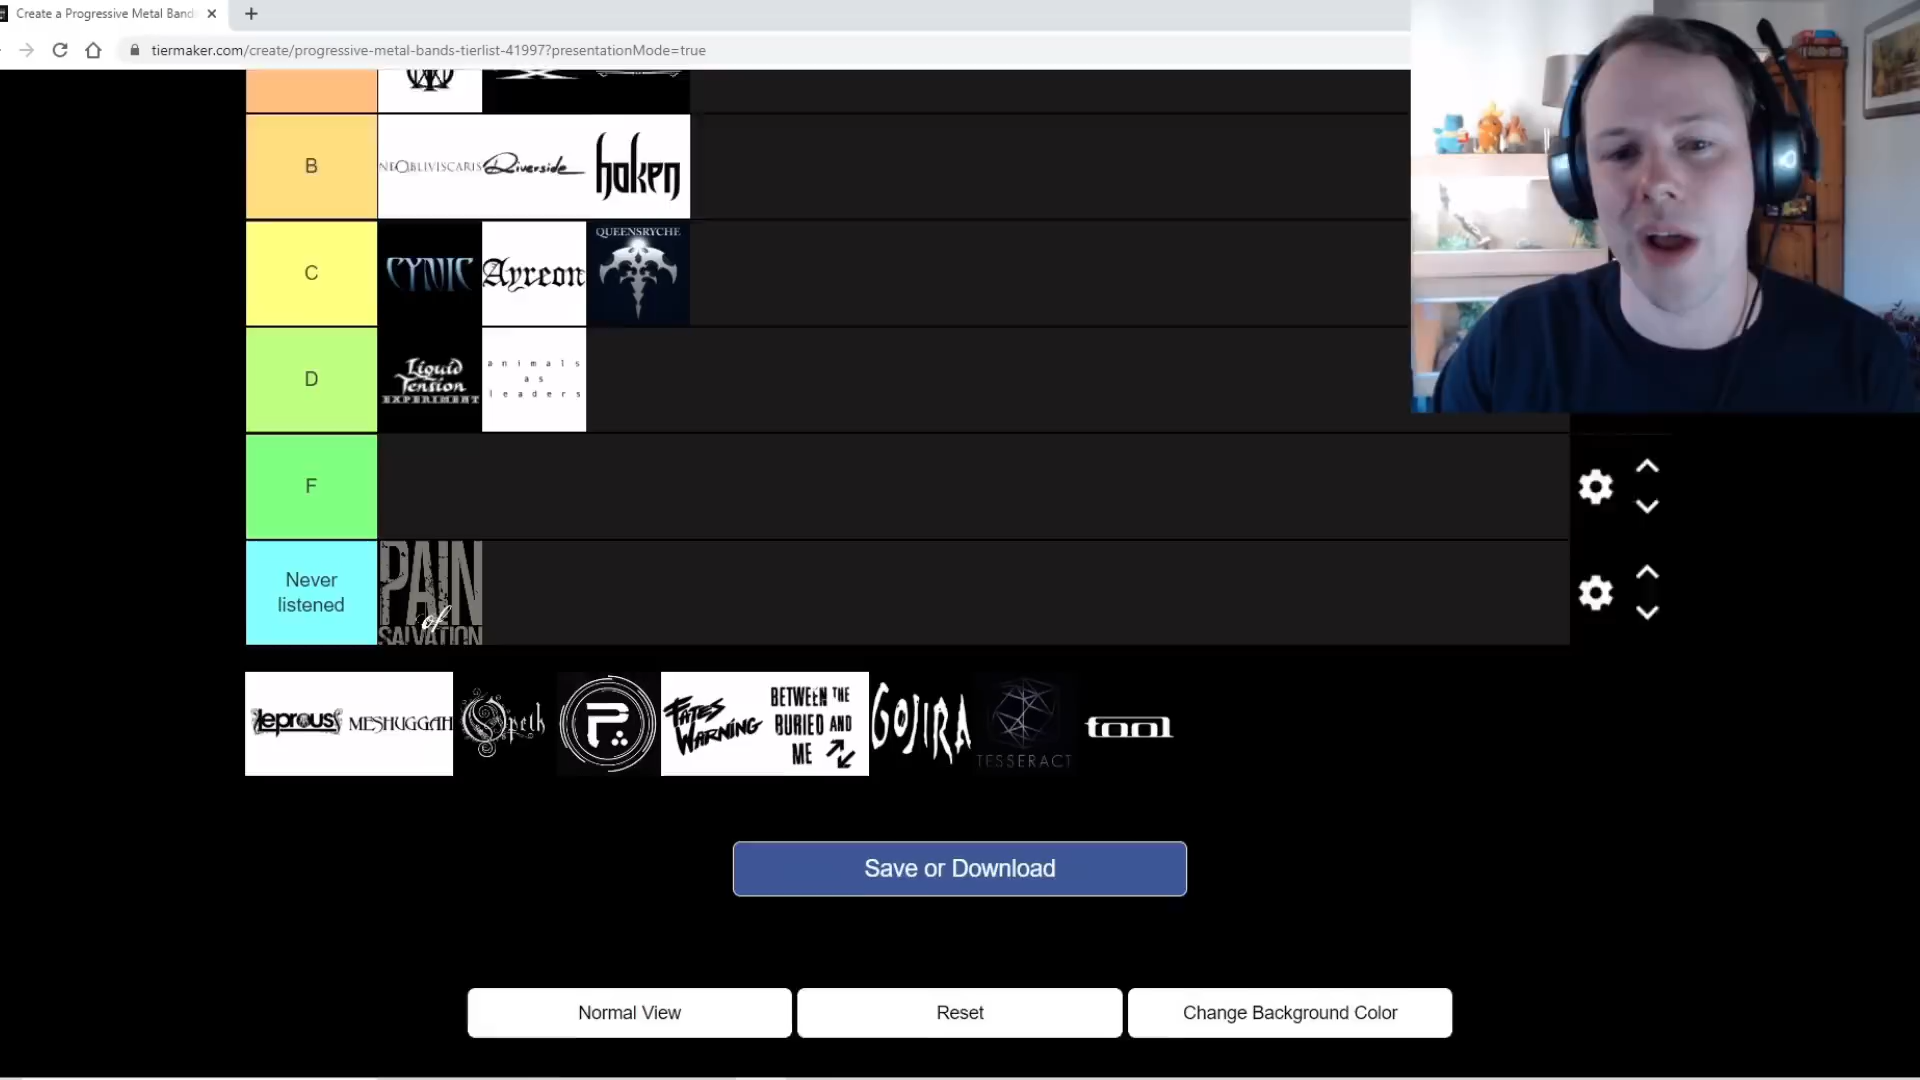 Create a Progressive Metal Band
tiermaker.com/create/progressive-metal-bands-tierlist-41997?presentationMode=true
B
NE OBLIVISCARIS
Riverside
haken
C
CYNIC
Ayreon
QUEENSRYCHE
D
Liquid
Tension
EXPERIMENT
animals
as
leaders
F
Never
listened
PAIN
of
SALVATION
leprous
MESHUGGAH
Opeth
P
FATES
WARNING
BETWEEN THE
BURIED AND
ME
GOJIRA
TESSERACT
tool
Save or Download
Normal View
Reset
Change Background Color